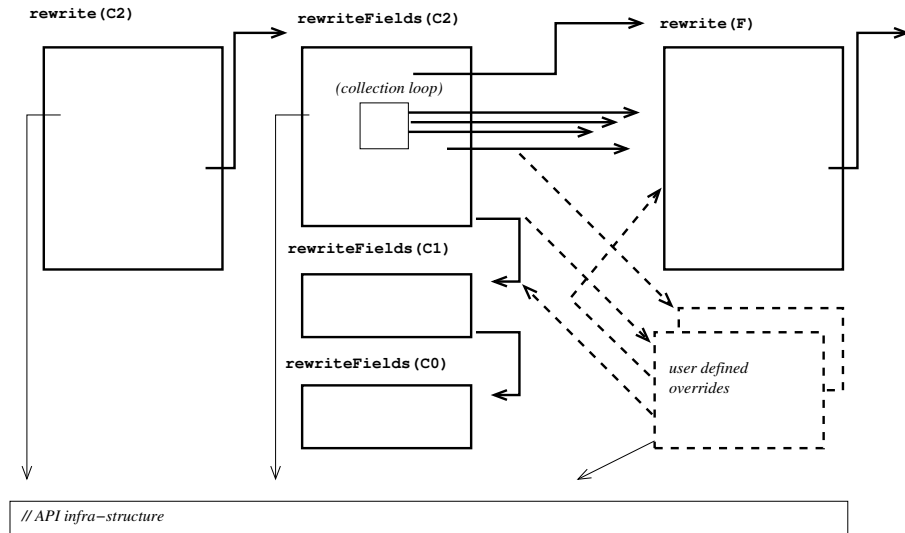 rewrite(C2)
rewriteFields(C2)
rewrite(F)
(collection loop)
rewriteFields(C1)
rewriteFields(C0)
user defined
overrides
// API infra−structure